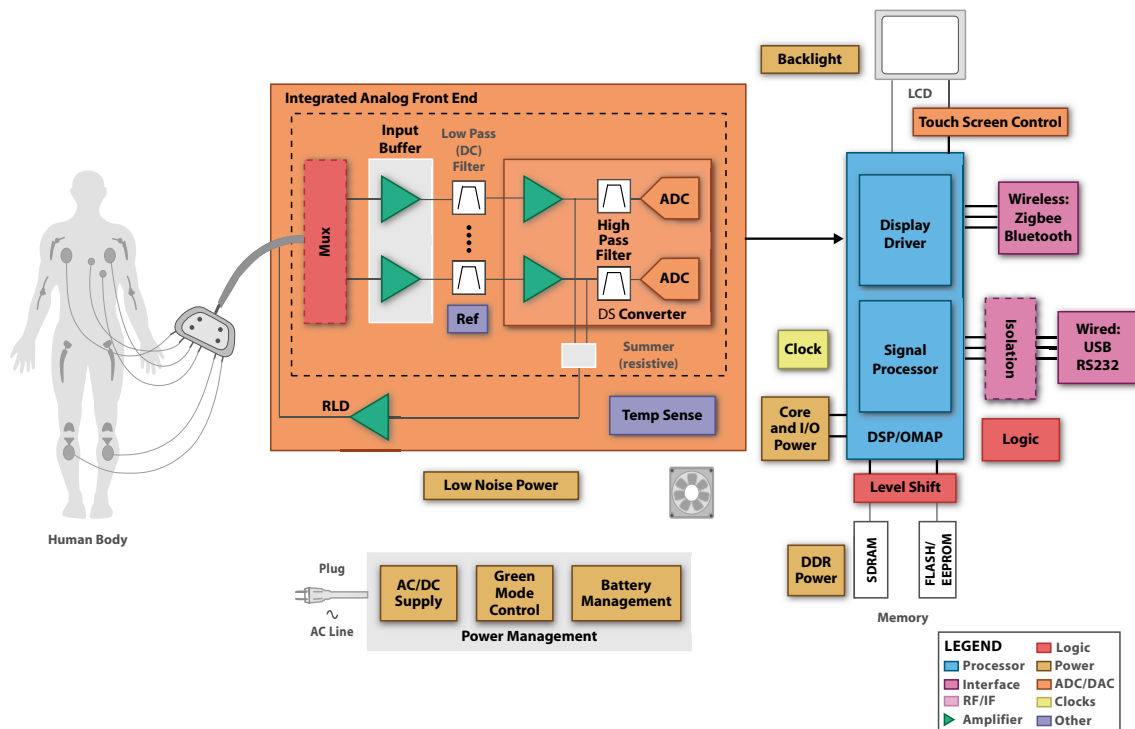 Backlight
LCD
Touch Screen Control
Integrated Analog Front End
Input
Buffer
Low Pass
(DC)
Filter
Mux
ADC
High
Pass
Filter
ADC
DS Converter
Ref
Summer
(resistive)
RLD
Temp Sense
Display
Driver
Wireless:
Zigbee
Bluetooth
Clock
Signal
Processor
Isolation
Wired:
USB
RS232
Core
and I/O
Power
DSP/OMAP
Logic
Level Shift
Low Noise Power
Human Body
DDR
Power
SDRAM
FLASH/
EEPROM
Memory
Plug
AC Line
AC/DC
Supply
Green
Mode
Control
Battery
Management
Power Management
LEGEND
Processor
Interface
RF/IF
Amplifier
Logic
Power
ADC/DAC
Clocks
Other